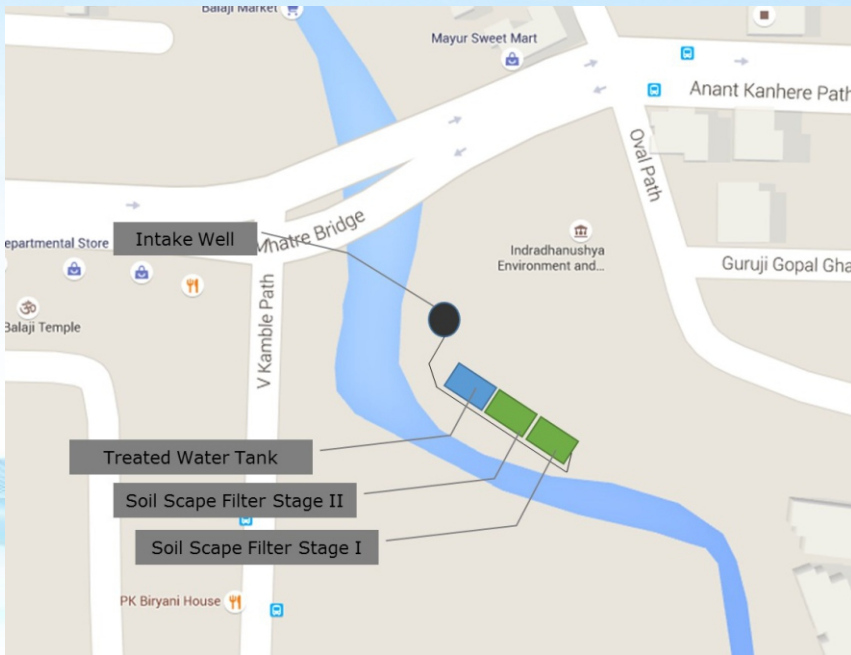 Balaji Market
Mayur Sweet Mart
Anant Kanhere Path
Oval Path
Intake Well
Mhatre Bridge
epartmental Store
Indradhanushya
Environment and...
Guruji Gopal Gha
V Kamble Path
ॐ
Balaji Temple
Treated Water Tank
Soil Scape Filter Stage II
Soil Scape Filter Stage I
PK Biryani House